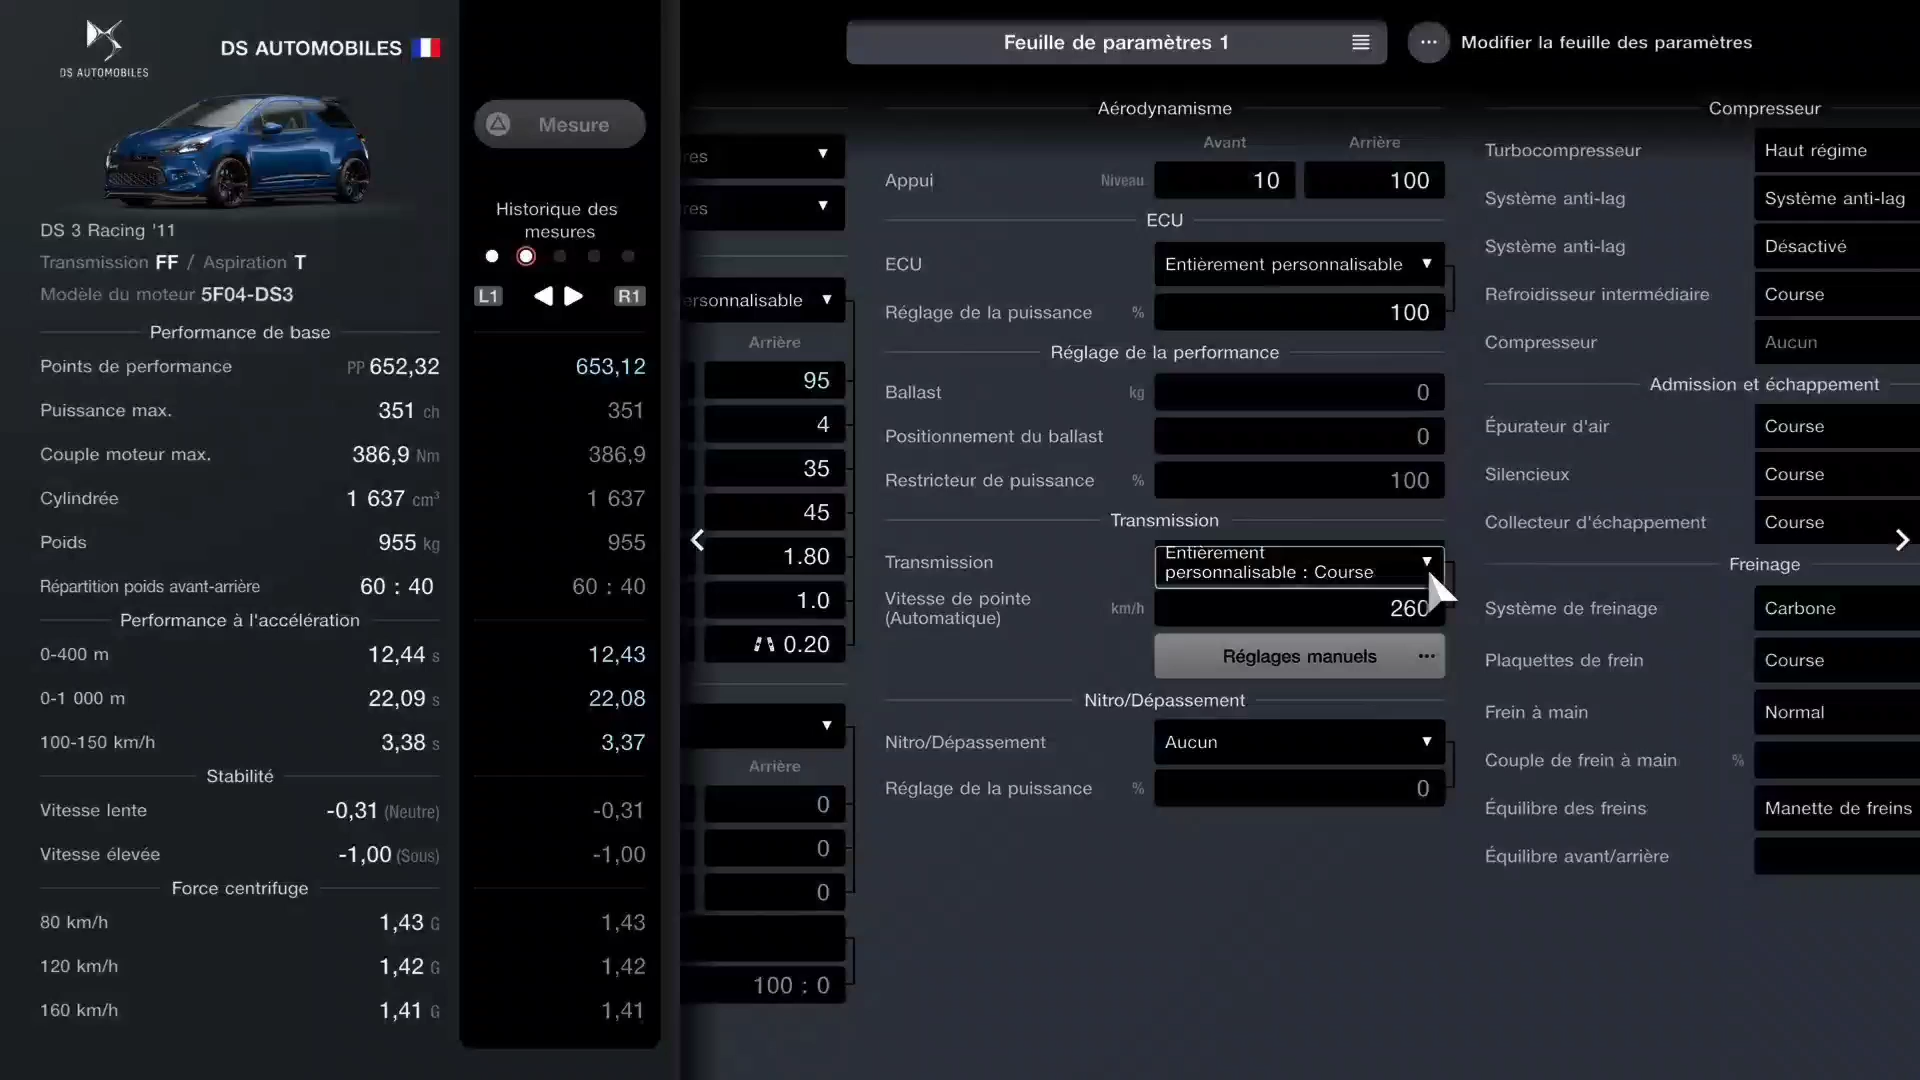 DS AUTOMOBILES
DS AUTOMOBILES
DS 3 Racing '11
Transmission FF / Aspiration T
Modèle du moteur 5F04-DS3
Performance de base
Points de performance PP 652,32
Puissance max. 351 ch
Couple moteur max. 386,9 Nm
Cylindrée 1 637 cm³
Poids 955 kg
Répartition poids avant-arrière 60 : 40
Performance à l'accélération
0-400 m 12,44 s
0-1 000 m 22,09 s
100-150 km/h 3,38 s
Stabilité
Vitesse lente -0,31 (Neutre)
Vitesse élevée -1,00 (Sous)
Force centrifuge
80 km/h 1,43 G
120 km/h 1,42 G
160 km/h 1,41 G
Mesure
Historique des
mesures
L1 R1
653,12
351
386,9
1 637
955
60 : 40
12,43
22,08
3,37
-0,31
-1,00
1,43
1,42
1,41
Feuille de paramètres 1
Modifier la feuille des paramètres
res
res
ersonnalisable
Arrière
95
4
35
45
1.80
1.0
0.20
Arrière
0
0
0
100 : 0
Aérodynamisme
Avant Arrière
Appui Niveau 10 100
ECU
ECU Entièrement personnalisable
Réglage de la puissance % 100
Réglage de la performance
Ballast kg 0
Positionnement du ballast 0
Restricteur de puissance % 100
Transmission
Transmission Entièrement
personnalisable : Course
Vitesse de pointe
(Automatique) km/h 260
Réglages manuels ...
Nitro/Dépassement
Nitro/Dépassement Aucun
Réglage de la puissance % 0
Compresseur
Turbocompresseur Haut régime
Système anti-lag Système anti-lag
Système anti-lag Désactivé
Refroidisseur intermédiaire Course
Compresseur Aucun
Admission et échappement
Épurateur d'air Course
Silencieux Course
Collecteur d'échappement Course
Freinage
Système de freinage Carbone
Plaquettes de frein Course
Frein à main Normal
Couple de frein à main %
Équilibre des freins Manette de freins
Équilibre avant/arrière